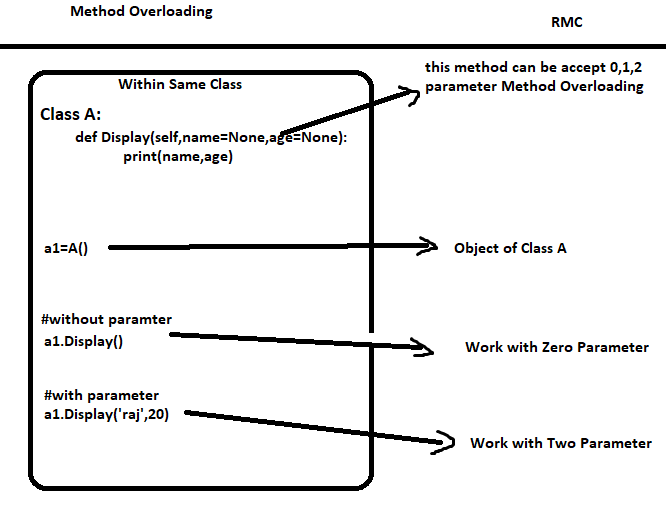 Method Overloading
RMC
Within Same Class
this method can be accept 0,1,2
parameter Method Overloading
Class A:
def Display(self,name=None,age=None):
print(name,age)
a1=A()
Object of Class A
#without paramter
a1.Display()
Work with Zero Parameter
#with parameter
a1.Display('raj',20)
Work with Two Parameter